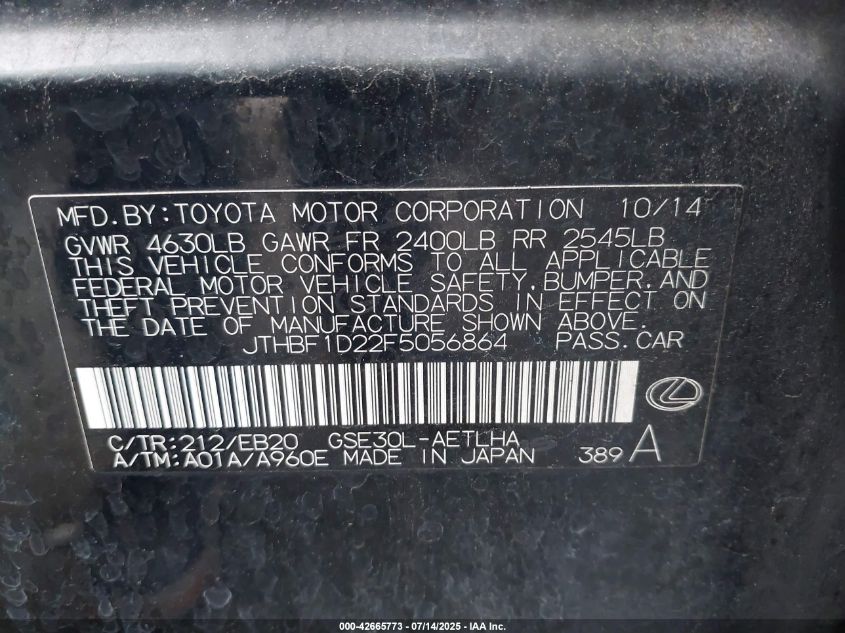 MFD.BY:TOYOTA MOTOR CORPORATION 10/14
GVWR 4630LB GAWR FR 2400LB RR 2545LB
THIS VEHICLE CONFORMS TO ALL APPLICABLE
FEDERAL MOTOR VEHICLE SAFETY,BUMPER,AND
THEFT PREVENTION STANDARDS IN EFFECT ON
THE DATE OF MANUFACTURE SHOWN ABOVE.
JTHBF1D22F5056864 PASS.CAR
C/TR:212/EB20 GSE30L-AETLHA
A/TM:A01A/A960E MADE IN JAPAN 389 A
000-42665773 - 07/14/2025 - IAA Inc.